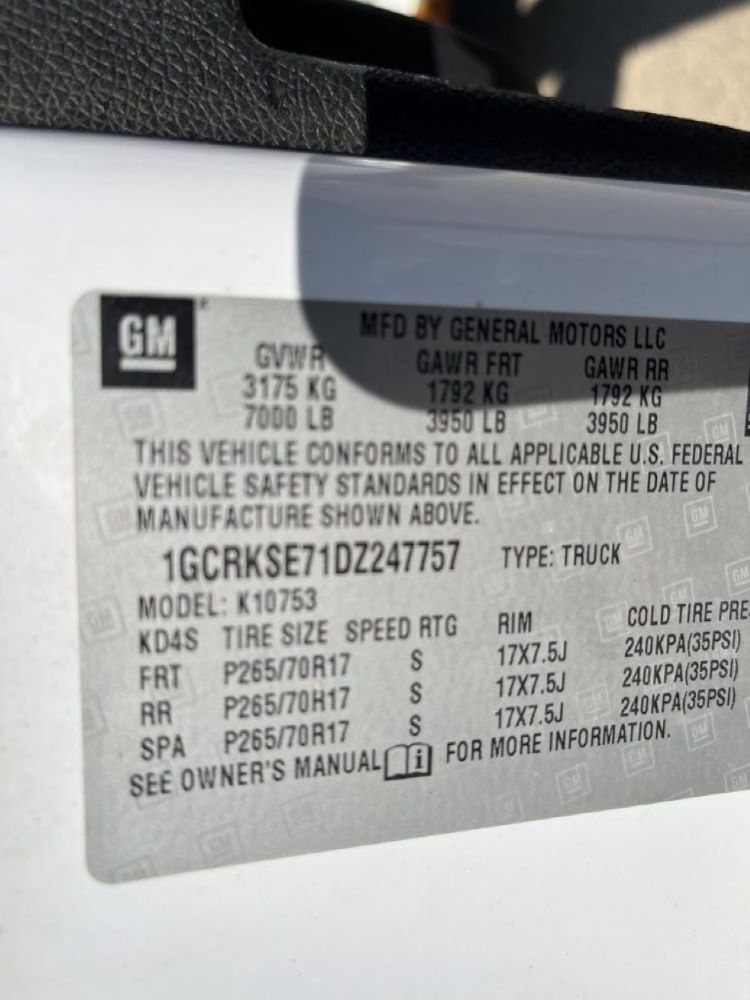 GM
MFD BY GENERAL MOTORS LLC
GVWR GAWR FRT GAWR RR
3175 KG 1792 KG 1792 KG
7000 LB 3950 LB 3950 LB
THIS VEHICLE CONFORMS TO ALL APPLICABLE U.S. FEDERAL
VEHICLE SAFETY STANDARDS IN EFFECT ON THE DATE OF
MANUFACTURE SHOWN ABOVE.
1GCRKSE71DZ247757 TYPE: TRUCK
MODEL: K10753
KD4S TIRE SIZE SPEED RTG RIM COLD TIRE PRE
FRT P265/70R17 S 17X7.5J 240KPA(35PSI)
RR P265/70R17 S 17X7.5J 240KPA(35PSI)
SPA P265/70R17 S 17X7.5J 240KPA(35PSI)
SEE OWNER'S MANUAL i FOR MORE INFORMATION.